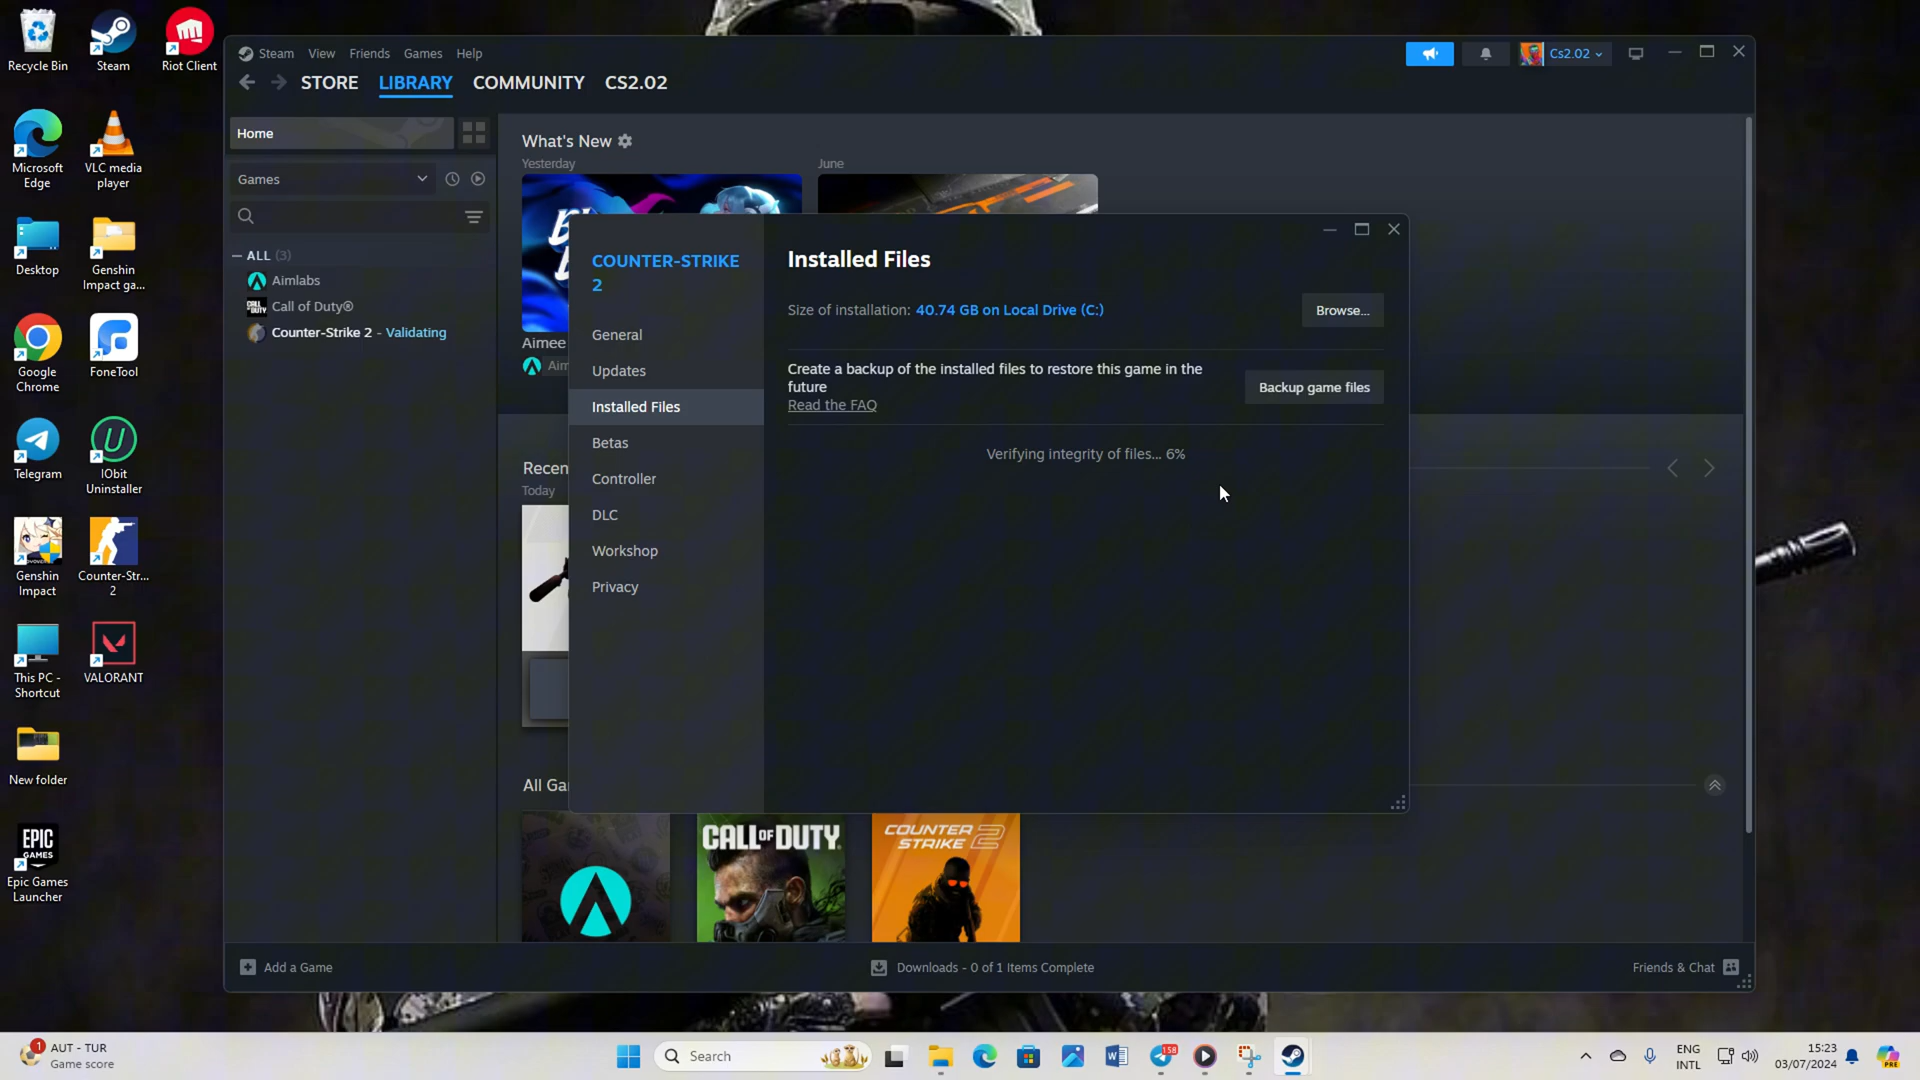 Recycle Bin
Steam
Riot Client
Microsoft
Edge
VLC media
player
Desktop
Genshin
Impact ga...
Google
Chrome
FoneTool
Telegram
IObit
Uninstaller
Genshin
Impact
Counter-Str...
2
This PC -
Shortcut
VALORANT
New folder
EPIC
GAMES
Epic Games
Launcher
Steam View Friends Games Help
Cs2.02
STORE LIBRARY COMMUNITY CS2.02
Home
Games
ALL (3)
Aimlabs
Call of Duty®
Counter-Strike 2 - Validating
What's New
Yesterday
June
Aimee
Aim
Recen
Today
All Ga
COUNTER-STRIKE
2
General
Updates
Installed Files
Betas
Controller
DLC
Workshop
Privacy
Installed Files
Size of installation: 40.74 GB on Local Drive (C:)
Browse...
Create a backup of the installed files to restore this game in the
future
Read the FAQ
Backup game files
Verifying integrity of files... 6%
CALL OF DUTY
COUNTER
STRIKE 2
Add a Game
Downloads - 0 of 1 Items Complete
Friends & Chat
1
AUT - TUR
Game score
Search
158
ENG
INTL
15:23
03/07/2024
PRE